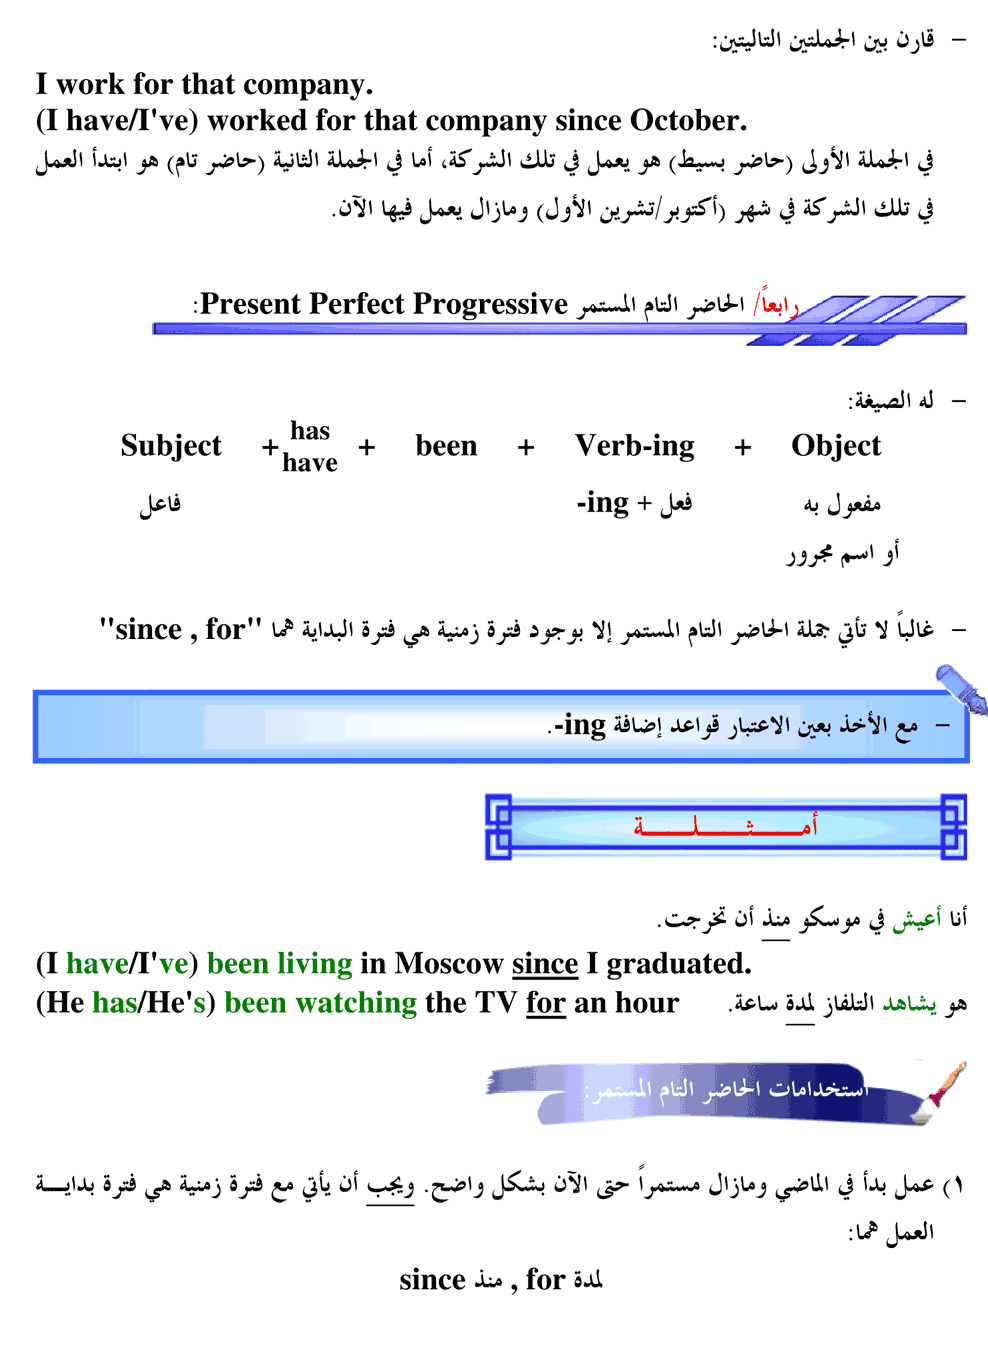 - قارن بين الجملتين التاليتين:
I work for that company.
(I have/I've) worked for that company since October.
في الجملة الأولى (حاضر بسيط) هو يعمل في تلك الشركة، أما في الجملة الثانية (حاضر تام) هو ابتدأ العمل
في تلك الشركة في شهر (أكتوبر/تشرين الأول) ومازال يعمل فيها الآن.
رابعاً/ الحاضر التام المستمر Present Perfect Progressive:
- له الصيغة:
Subject + has have + been + Verb-ing + Object
فاعل فعل + ing- مفعول به
أو اسم مجرور
- غالباً لا تأتي جملة الحاضر التام المستمر إلا بوجود فترة زمنية هي فترة البداية هما "since , for"
- مع الأخذ بعين الاعتبار قواعد إضافة ing-.
أمـــثـــلـــة
أنا أعيش في موسكو منذ أن تخرجت.
(I have/I've) been living in Moscow since I graduated.
(He has/He's) been watching the TV for an hour هو يشاهد التلفاز لمدة ساعة.
استخدامات الحاضر التام المستمر:
١) عمل بدأ في الماضي ومازال مستمراً حتى الآن بشكل واضح. ويجب أن يأتي مع فترة زمنية هي فترة بدايـــة
العمل هما:
لمدة for , منذ since